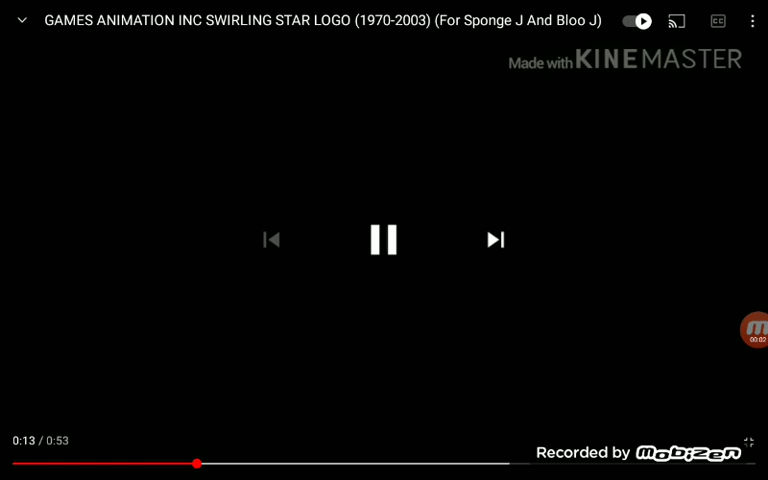 GAMES ANIMATION INC SWIRLING STAR LOGO (1970-2003) (For Sponge J And Bloo J)
CC
Made with KINEMASTER
00:02
0:13 / 0:53
Recorded by mobizen